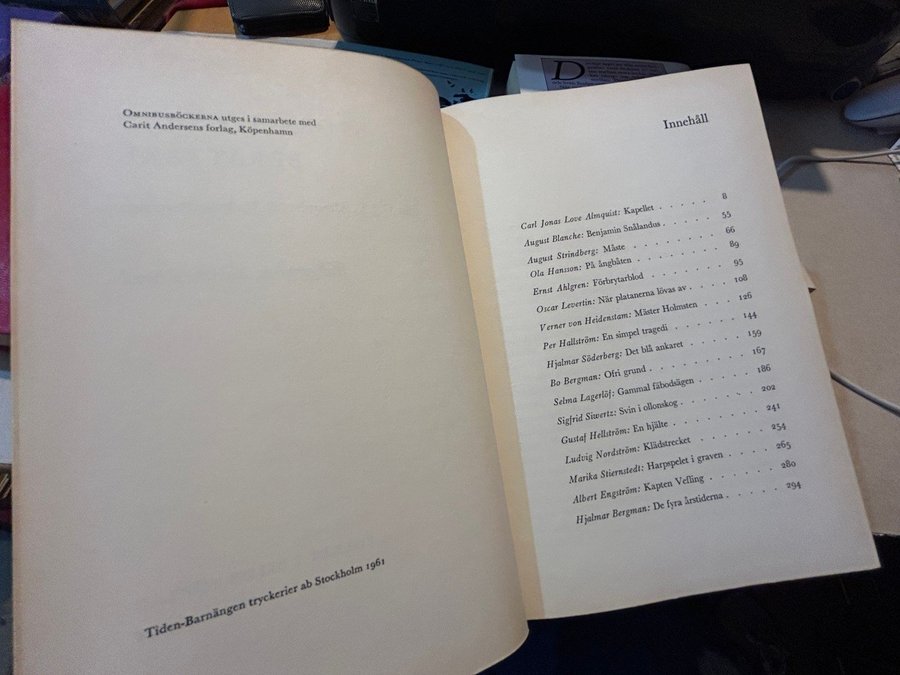 OMNIBUSBÖCKERNA utges i samarbete med
Carit Andersens forlag, Köpenhamn
Tiden-Barnängen tryckerier ab Stockholm 1961
Innehåll
Carl Jonas Love Almquist: Kapellet . . . . . 8
August Blanche: Benjamin Snålandus . . . . . 55
August Strindberg: Måste . . . . . . . 66
Ola Hansson: På ångbåten . . . . . . . 89
Ernst Ahlgren: Förbrytarblod . . . . . . 95
Oscar Levertin: När platanerna lövas av . . . . 108
Verner von Heidenstam: Mäster Holmsten . . . . 126
Per Hallström: En simpel tragedi . . . . . 144
Hjalmar Söderberg: Det blå ankaret . . . . . 159
Bo Bergman: Ofri grund . . . . . . . . 167
Selma Lagerlöf: Gammal fäbodsägen . . . . . 186
Sigfrid Siwertz: Svin i ollonskog . . . . . . 202
Gustaf Hellström: En hjälte . . . . . . 241
Ludvig Nordström: Klädstrecket . . . . . 254
Marika Stiernstedt: Harpspelet i graven . . . . 265
Albert Engström: Kapten Vefling . . . . . 280
Hjalmar Bergman: De fyra årstiderna . . . . . 294